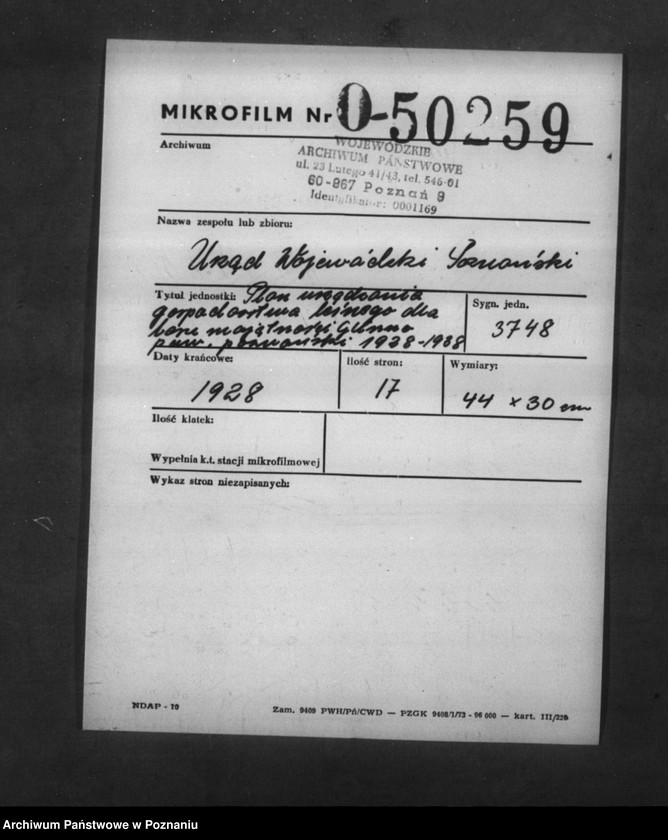 MIKROFILM Nr 0-50259
Archiwum
WOJEWÓDZKIE
ARCHIWUM PAŃSTWOWE
ul. 23 Lutego 41/43, tel. 546-01
60-967 Poznań 9
Identyfikator: 0001169
Nazwa zespołu lub zbioru:
Urząd Wojewódzki Poznański
Tytuł jednostki: Plan urządzania
gospodarstwa leśnego dla
lasu majętności
pow. poznański 1928-1938
Sygn. jedn.
3748
Daty krańcowe:
1928
Ilość stron:
17
Wymiary:
44 x 30 cm
Ilość klatek:
Wypełnia k.t. stacji mikrofilmowej
Wykaz stron niezapisanych:
NDAP - 10
Zam. 9409 PWH/Pń/CWD — PZGK 9408/1/73 - 96 000 — kart. III/220
Archiwum Państwowe w Poznaniu